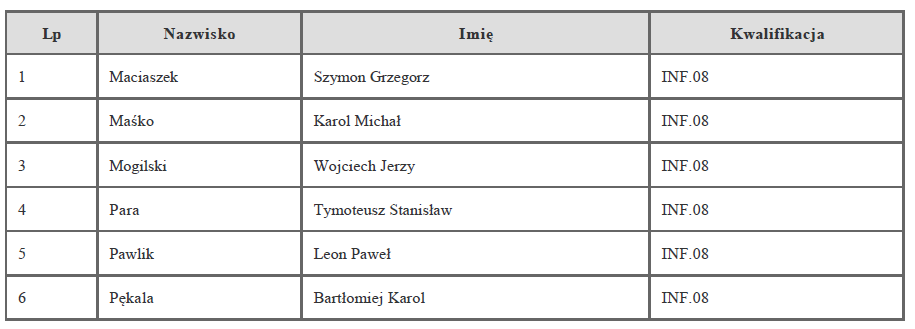 Lp Nazwisko Imię Kwalifikacja
1 Maciaszek Szymon Grzegorz INF.08
2 Maśko Karol Michał INF.08
3 Mogilski Wojciech Jerzy INF.08
4 Para Tymoteusz Stanisław INF.08
5 Pawlik Leon Paweł INF.08
6 Pękala Bartłomiej Karol INF.08